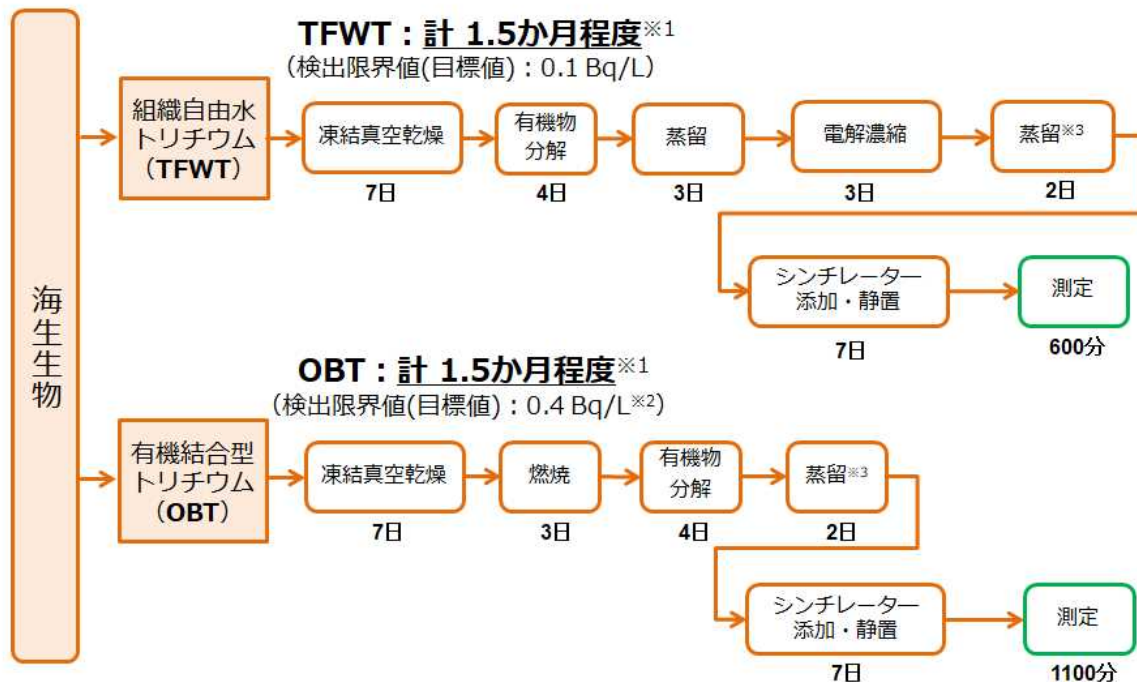 TFWT：計 1.5か月程度※1
（検出限界値(目標値)：0.1 Bq/L）
海生生物
組織自由水
トリチウム
（TFWT）
凍結真空乾燥
7日
有機物
分解
4日
蒸留
3日
電解濃縮
3日
蒸留※3
2日
シンチレーター
添加・静置
7日
測定
600分
OBT：計 1.5か月程度※1
（検出限界値(目標値)：0.4 Bq/L※2）
有機結合型
トリチウム
（OBT）
凍結真空乾燥
7日
燃焼
3日
有機物
分解
4日
蒸留※3
2日
シンチレーター
添加・静置
7日
測定
1100分